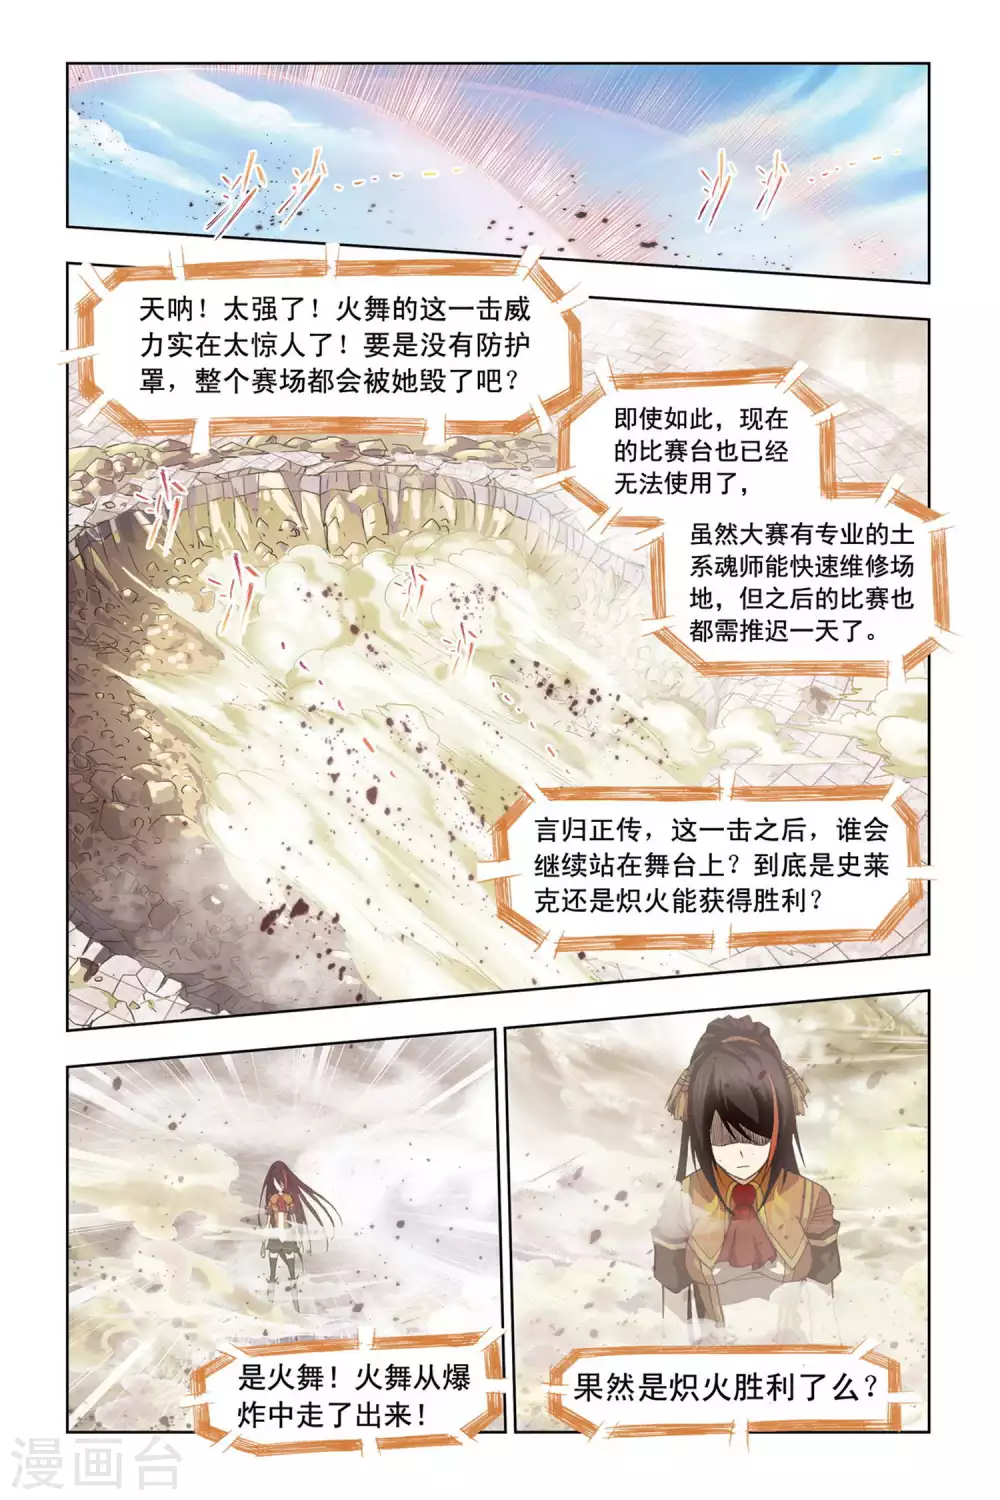 沙 沙
沙 沙
天呐！太强了！火舞的这一击威
力实在太惊人了！要是没有防护
罩，整个赛场都会被她毁了吧？
即使如此，现在
的比赛台也已经
无法使用了，
沙
沙
沙
虽然大赛有专业的土
系魂师能快速维修场
地，但之后的比赛也
都需推迟一天了。
言归正传，这一击之后，谁会
继续站在舞台上？到底是史莱
克还是炽火能获得胜利？
是火舞！火舞从爆
炸中走了出来！
果然是炽火胜利了么？
漫画台